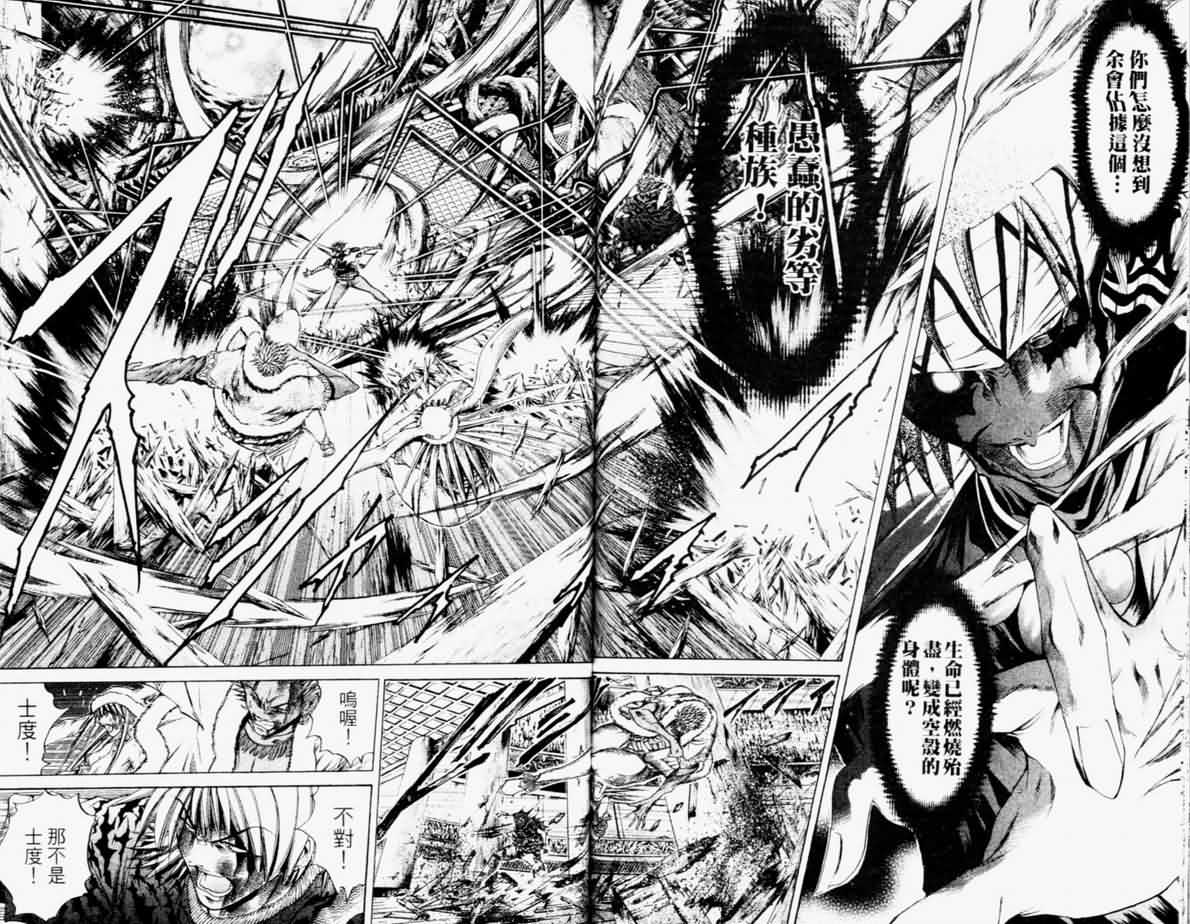 你們怎麼沒想到
余會佔據這個…
生命已經燃燒殆
盡，變成空殼的
身體呢？
愚蠢的劣等
種族！
嗚喔！
士度！
不對！
那不是
士度！